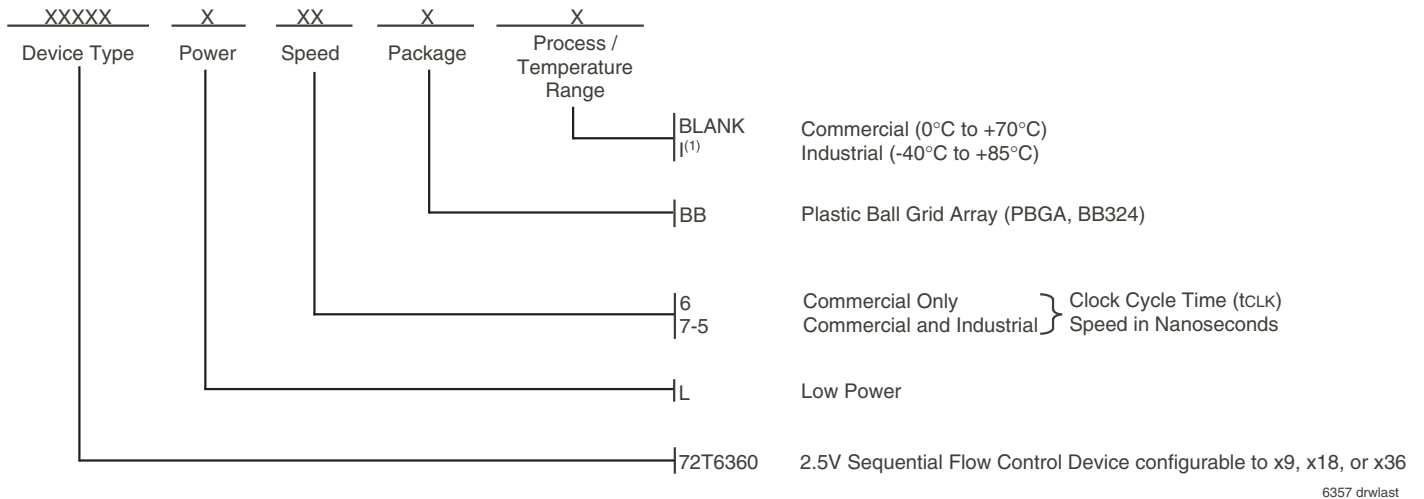 XXXXX X XX X X
Device Type Power Speed Package Process / Temperature Range
BLANK Commercial (0°C to +70°C)
I(1) Industrial (-40°C to +85°C)
BB Plastic Ball Grid Array (PBGA, BB324)
6 Commercial Only Clock Cycle Time (tCLK)
7-5 Commercial and Industrial Speed in Nanoseconds
L Low Power
72T6360 2.5V Sequential Flow Control Device configurable to x9, x18, or x36
6357 drwlast